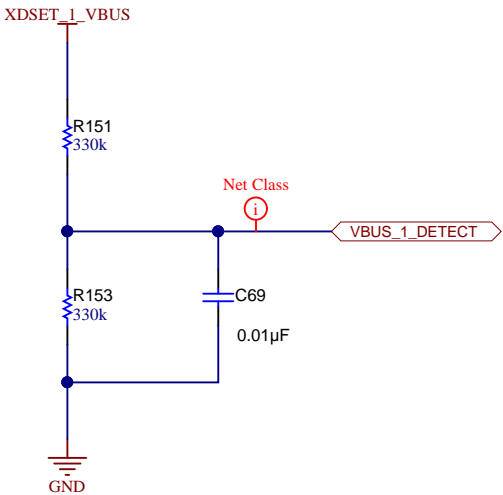 XDSET_1_VBUS
R151
330k
Net Class
i
VBUS_1_DETECT
R153
330k
C69
0.01µF
GND